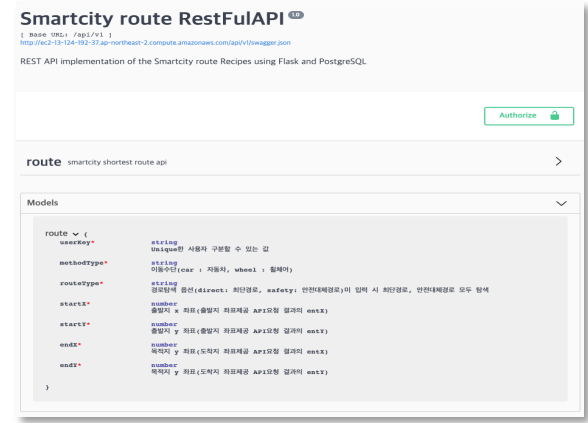 Smartcity route RestFulAPI 1.0
[ Base URL: /api/v1 ]
http://ec2-13-124-192-37.ap-northeast-2.compute.amazonaws.com/api/v1/swagger.json
REST API implementation of the Smartcity route Recipes using Flask and PostgreSQL
Authorize
route smartcity shortest route api
Models
route {
userKey* string
Unique한 사용자 구분할 수 있는 값
methodType* string
이동수단(car : 자동차, wheel : 휠체어)
routeType* string
경로탐색 옵션(direct: 최단경로, safety: 안전대체경로)미 입력 시 최단경로, 안전대체경로 모두 탐색
startX* number
출발지 x 좌표(출발지 좌표제공 API요청 결과의 entX)
startY* number
출발지 y 좌표(출발지 좌표제공 API요청 결과의 entY)
endX* number
목적지 y 좌표(도착지 좌표제공 API요청 결과의 entX)
endY* number
목적지 y 좌표(도착지 좌표제공 API요청 결과의 entY)
}